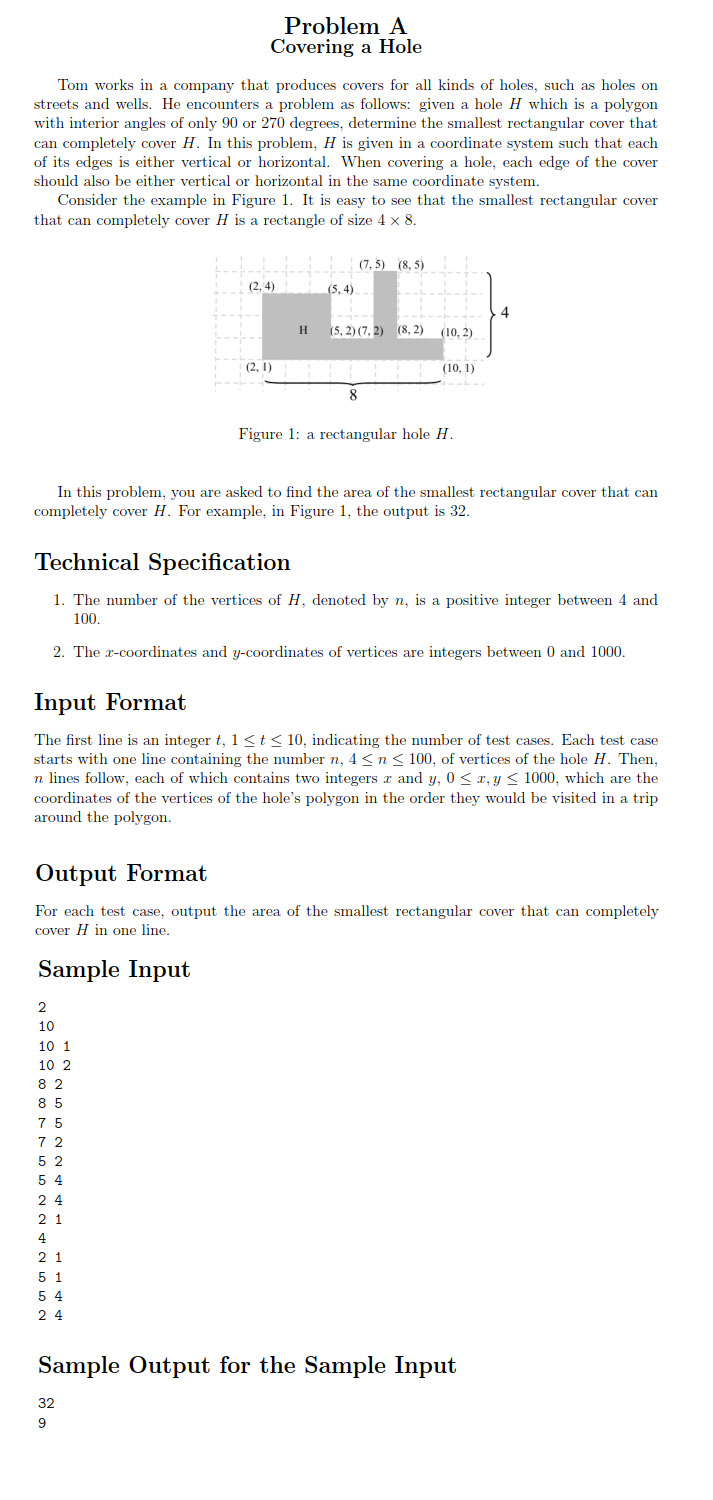 Problem A
Covering a Hole
Tom works in a company that produces covers for all kinds of holes, such as holes on
streets and wells. He encounters a problem as follows: given a hole H which is a polygon
with interior angles of only 90 or 270 degrees, determine the smallest rectangular cover that
can completely cover H. In this problem, H is given in a coordinate system such that each
of its edges is either vertical or horizontal. When covering a hole, each edge of the cover
should also be either vertical or horizontal in the same coordinate system.
Consider the example in Figure 1. It is easy to see that the smallest rectangular cover
that can completely cover H is a rectangle of size 4 × 8.
(7, 5) (8, 5)
(2, 4) (5, 4)
4
H (5, 2) (7, 2) (8, 2) (10, 2)
(2, 1) (10, 1)
8
Figure 1: a rectangular hole H.
In this problem, you are asked to find the area of the smallest rectangular cover that can
completely cover H. For example, in Figure 1, the output is 32.
Technical Specification
1. The number of the vertices of H, denoted by n, is a positive integer between 4 and
100.
2. The x-coordinates and y-coordinates of vertices are integers between 0 and 1000.
Input Format
The first line is an integer t, 1 ≤ t ≤ 10, indicating the number of test cases. Each test case
starts with one line containing the number n, 4 ≤ n ≤ 100, of vertices of the hole H. Then,
n lines follow, each of which contains two integers x and y, 0 ≤ x, y ≤ 1000, which are the
coordinates of the vertices of the hole's polygon in the order they would be visited in a trip
around the polygon.
Output Format
For each test case, output the area of the smallest rectangular cover that can completely
cover H in one line.
Sample Input
2
10
10 1
10 2
8 2
8 5
7 5
7 2
5 2
5 4
2 4
2 1
4
2 1
5 1
5 4
2 4
Sample Output for the Sample Input
32
9